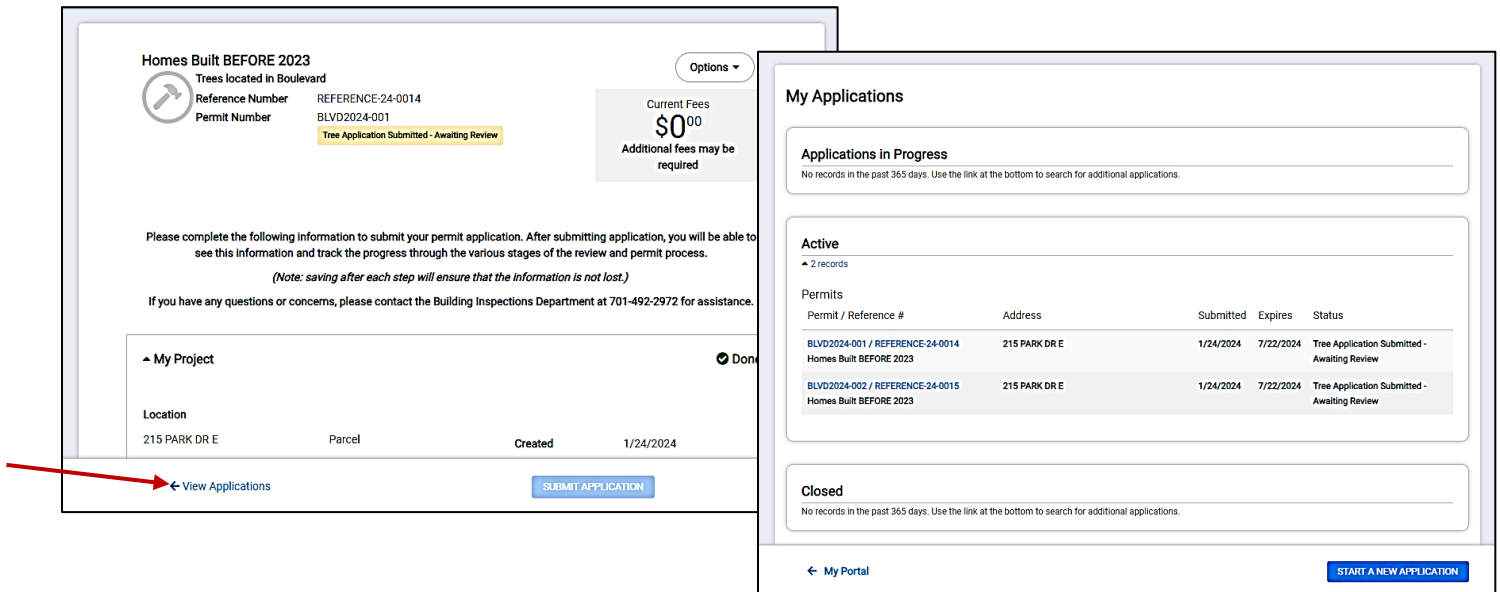 Homes Built BEFORE 2023
Trees located in Boulevard
Reference Number REFERENCE-24-0014
Permit Number BLVD2024-001
Tree Application Submitted - Awaiting Review
Options
Current Fees
$000
Additional fees may be
required
Please complete the following information to submit your permit application. After submitting application, you will be able to
see this information and track the progress through the various stages of the review and permit process.
(Note: saving after each step will ensure that the information is not lost.)
If you have any questions or concerns, please contact the Building Inspections Department at 701-492-2972 for assistance.
My Project
Done
Location
215 PARK DR E Parcel Created 1/24/2024
View Applications
SUBMIT APPLICATION
My Applications
Applications in Progress
No records in the past 365 days. Use the link at the bottom to search for additional applications.
Active
2 records
Permits
Permit / Reference # Address Submitted Expires Status
BLVD2024-001 / REFERENCE-24-0014 215 PARK DR E 1/24/2024 7/22/2024 Tree Application Submitted -
Homes Built BEFORE 2023 Awaiting Review
BLVD2024-002 / REFERENCE-24-0015 215 PARK DR E 1/24/2024 7/22/2024 Tree Application Submitted -
Homes Built BEFORE 2023 Awaiting Review
Closed
No records in the past 365 days. Use the link at the bottom to search for additional applications.
My Portal
START A NEW APPLICATION